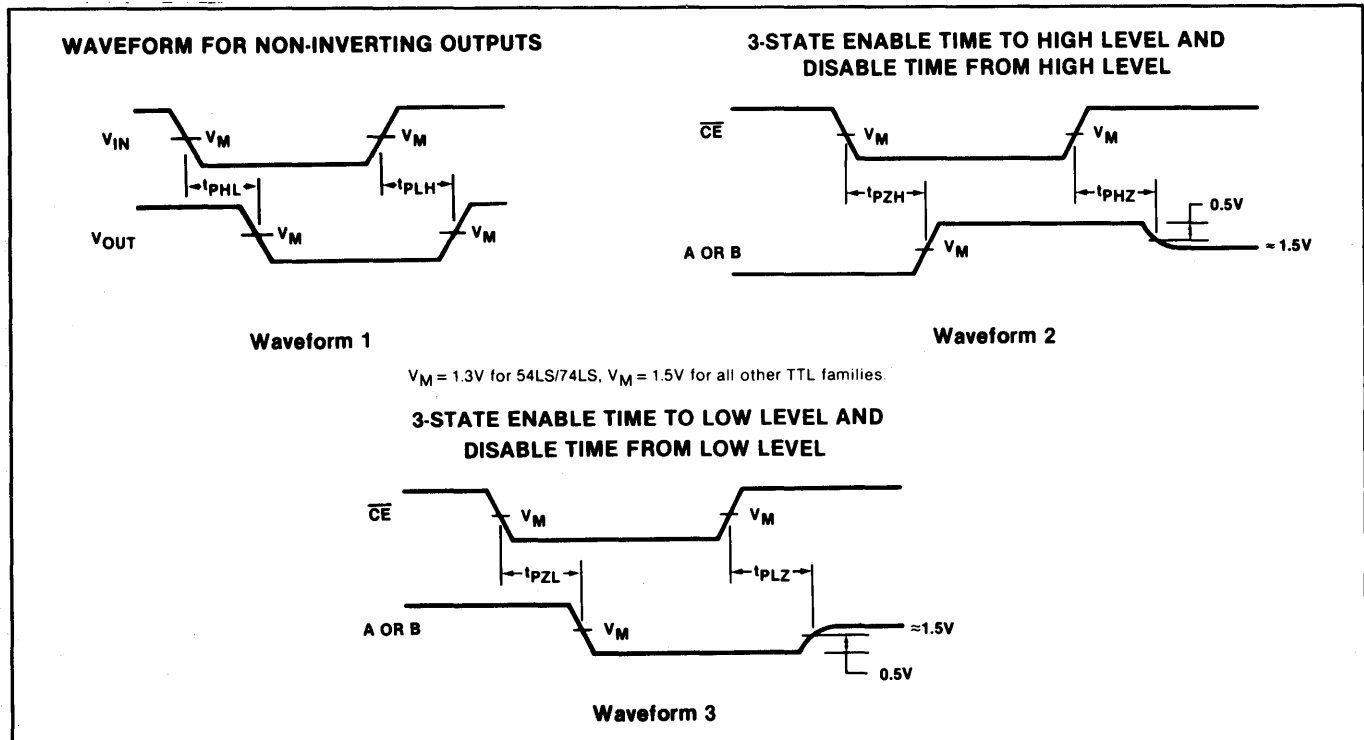 WAVEFORM FOR NON-INVERTING OUTPUTS
VIN
VM
VM
tPHL
tPLH
VOUT
VM
VM
Waveform 1
3-STATE ENABLE TIME TO HIGH LEVEL AND
DISABLE TIME FROM HIGH LEVEL
C̅E̅
VM
VM
tPZH
tPHZ
0.5V
A OR B
VM
≈1.5V
Waveform 2
VM = 1.3V for 54LS/74LS, VM = 1.5V for all other TTL families.
3-STATE ENABLE TIME TO LOW LEVEL AND
DISABLE TIME FROM LOW LEVEL
C̅E̅
VM
VM
tPZL
tPLZ
A OR B
VM
≈1.5V
0.5V
Waveform 3